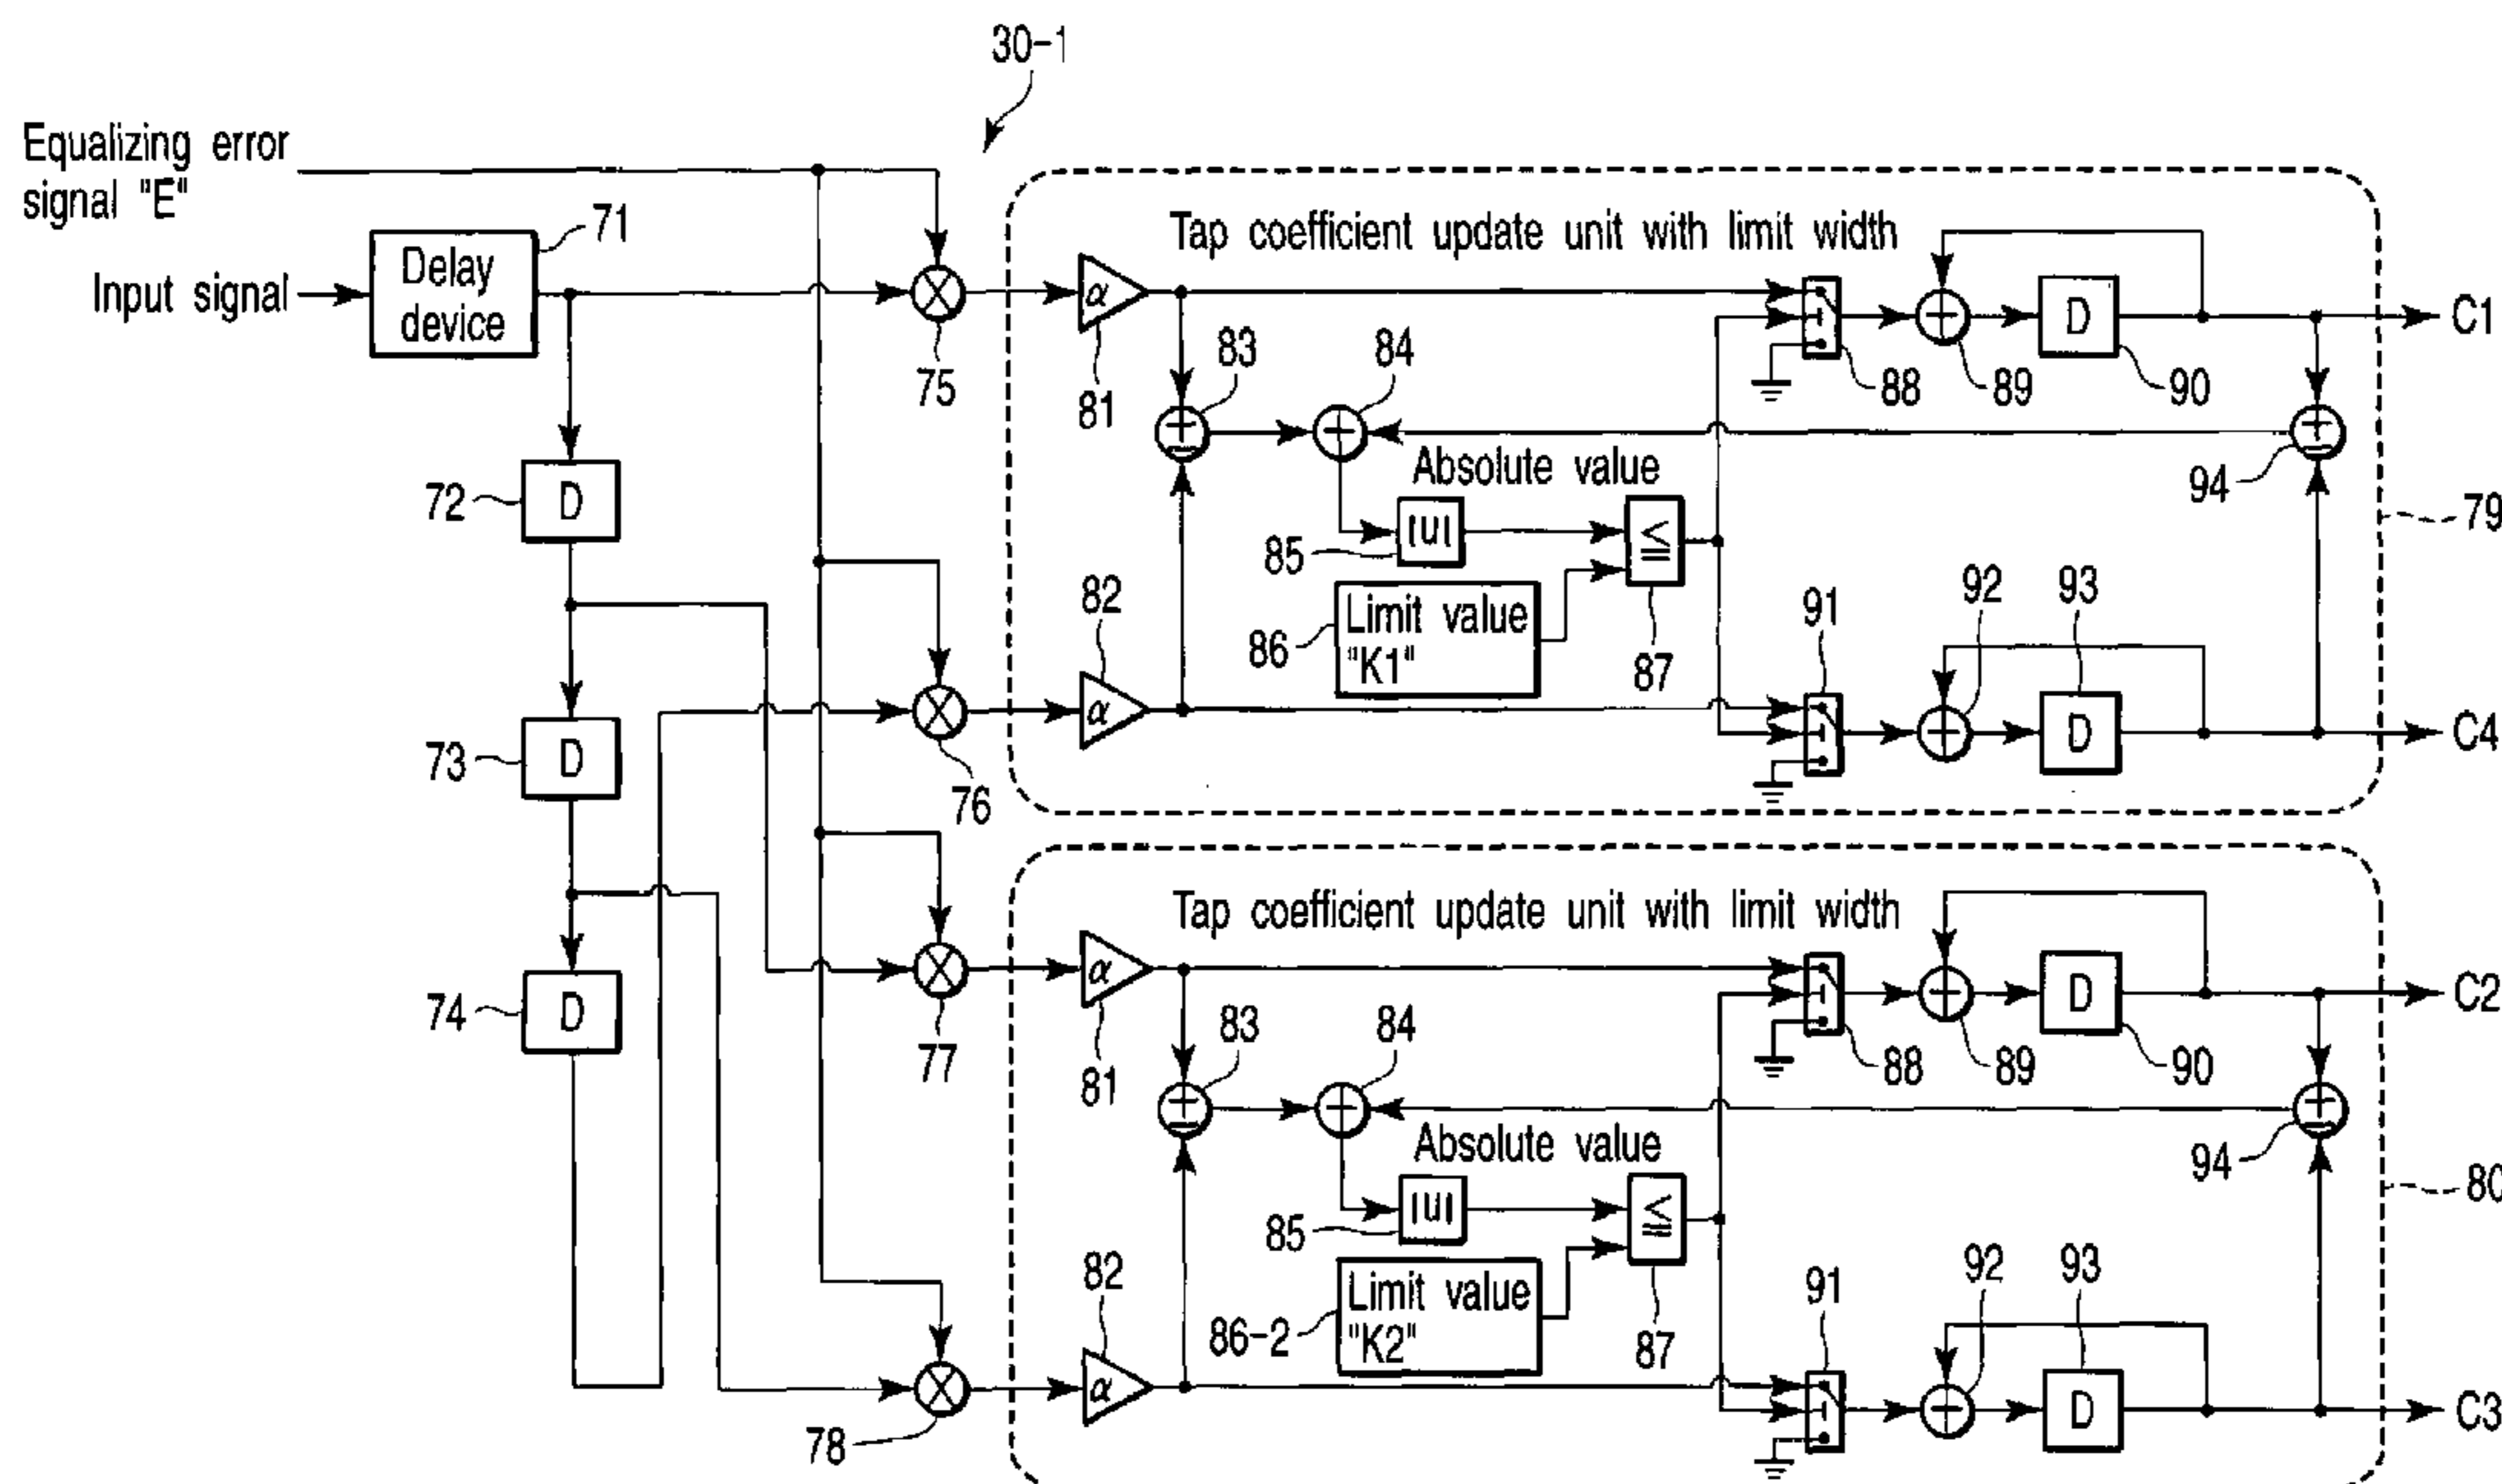 30-1
Equalizing error
signal "E"
71
Input signal
Delay
device
Tap coefficient update unit with limit width
α
81
75
83
84
88
89
D
90
C1
72
D
Absolute value
94
79
85
|U|
≦
86
Limit value
"K1"
87
82
α
91
92
93
D
C4
73
D
76
Tap coefficient update unit with limit width
74
D
77
α
81
83
84
88
89
D
90
C2
Absolute value
94
80
85
|U|
≦
86-2
Limit value
"K2"
87
82
α
91
92
93
D
C3
78